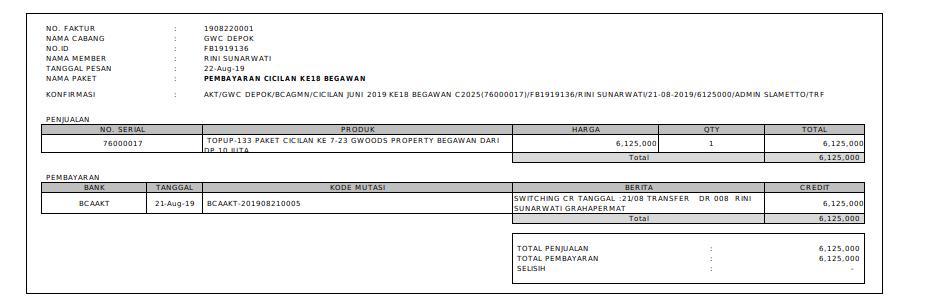 NO. FAKTUR : 1908220001
NAMA CABANG : GWC DEPOK
NO.ID : FB1919136
NAMA MEMBER : RINI SUNARWATI
TANGGAL PESAN : 22-Aug-19
NAMA PAKET : PEMBAYARAN CICILAN KE18 BEGAWAN
KONFIRMASI : AKT/GWC DEPOK/BCAGMN/CICILAN JUNI 2019 KE18 BEGAWAN C2025(76000017)/FB1919136/RINI SUNARWATI/21-08-2019/6125000/ADMIN SLAMETTO/TRF
PENJUALAN
NO. SERIAL PRODUK HARGA QTY TOTAL
76000017 TOPUP-133 PAKET CICILAN KE 7-23 GWOODS PROPERTY BEGAWAN DARI 6,125,000 1 6,125,000
DP 10 JUTA
Total 6,125,000
PEMBAYARAN
BANK TANGGAL KODE MUTASI BERITA CREDIT
BCAAKT 21-Aug-19 BCAAKT-201908210005 SWITCHING CR TANGGAL :21/08 TRANSFER DR 008 RINI 6,125,000
SUNARWATI GRAHAPERMAT
Total 6,125,000
TOTAL PENJUALAN : 6,125,000
TOTAL PEMBAYARAN : 6,125,000
SELISIH : -